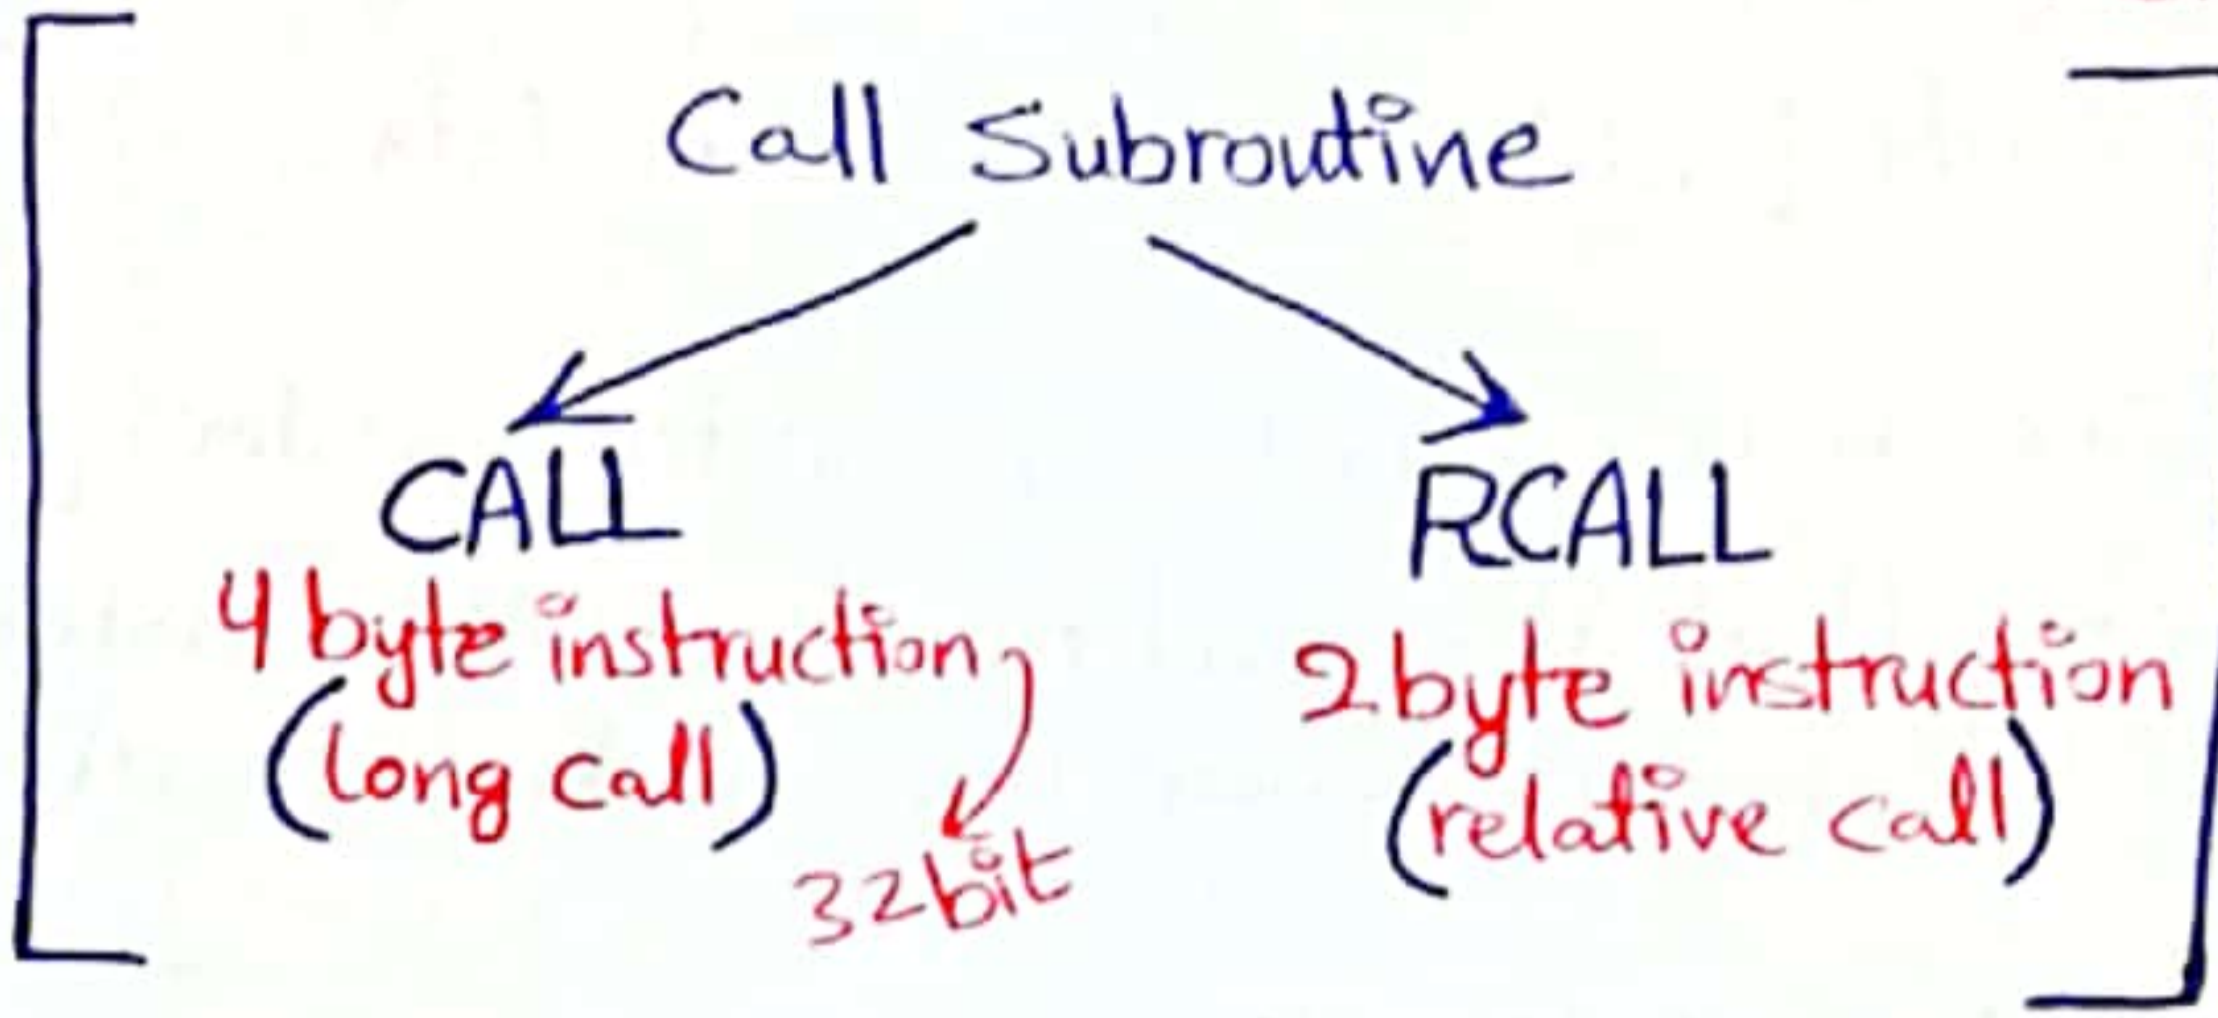 Call Subroutine
CALL
RCALL
4 byte instruction
(long call)
32bit
2 byte instruction
(relative call)